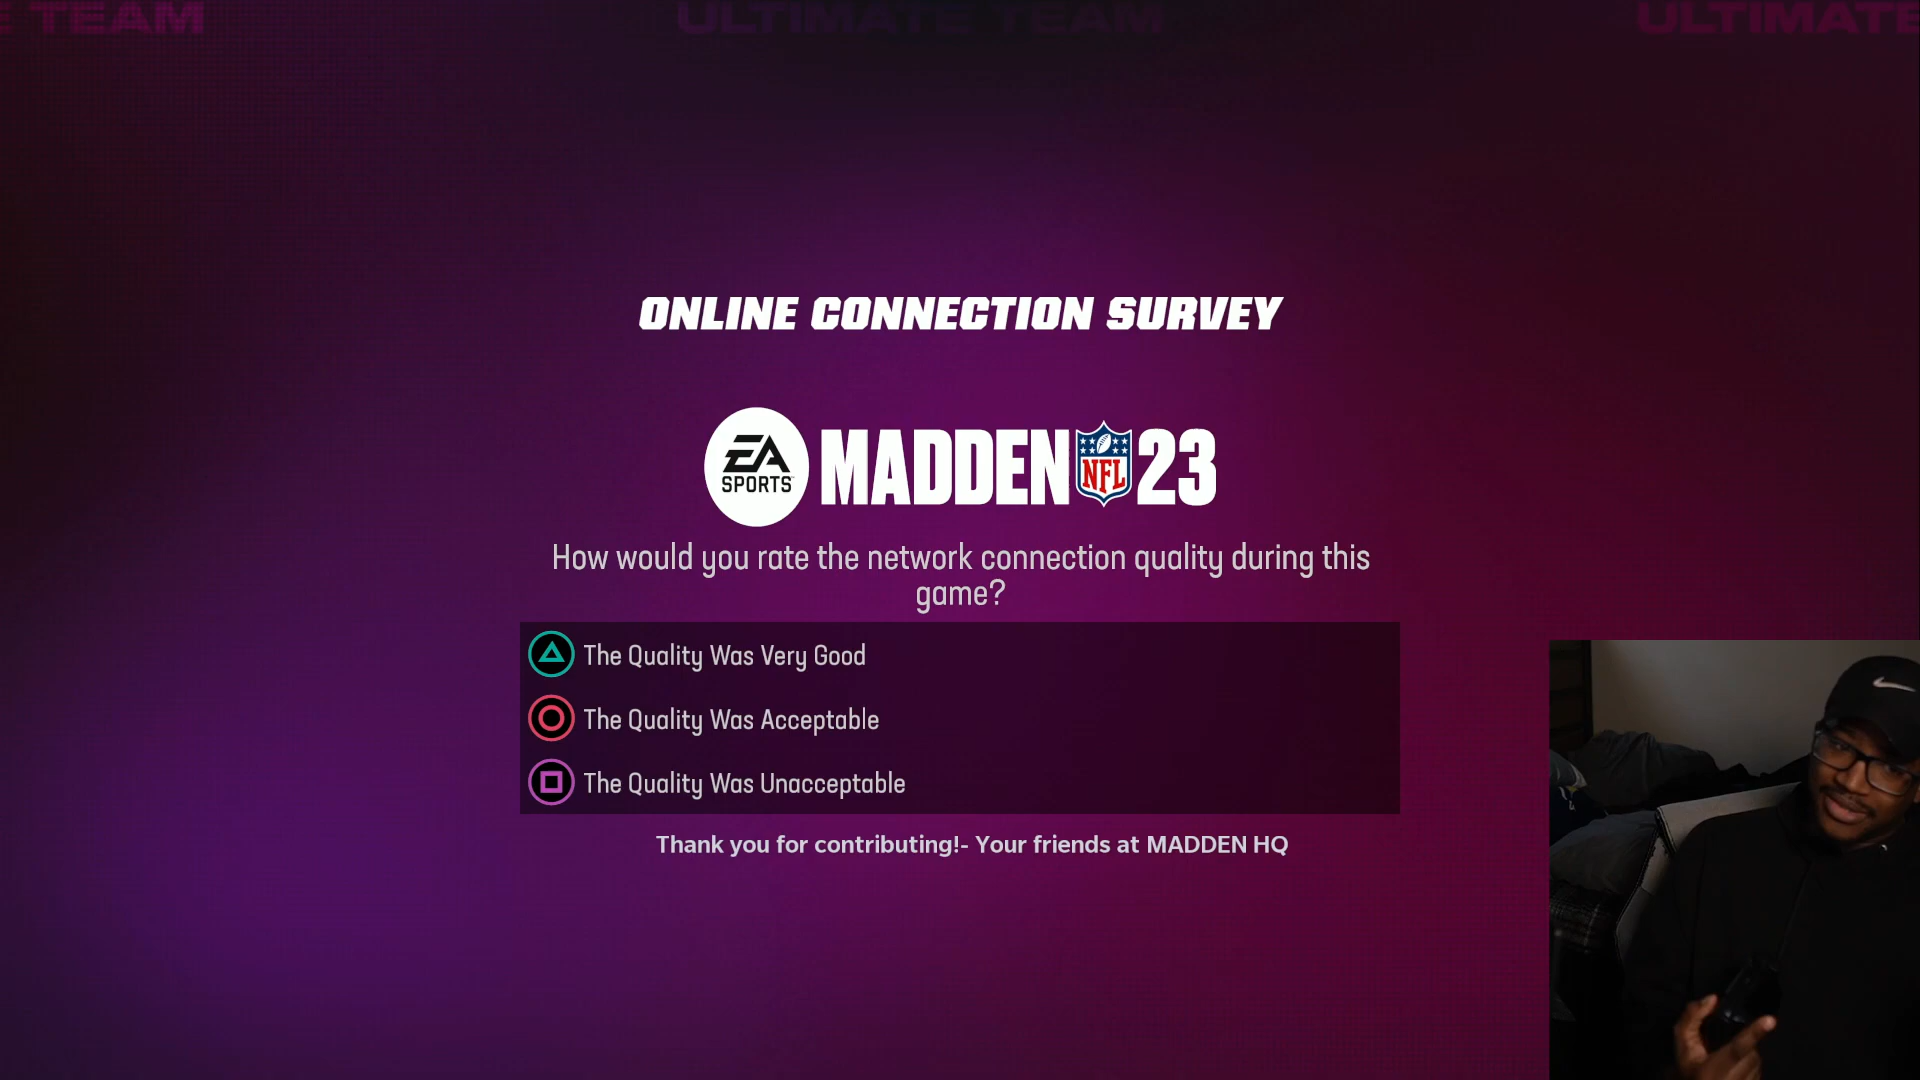 E TEAM
ULTIMATE TEAM
ULTIMATE
ONLINE CONNECTION SURVEY
EA
SPORTS
MADDEN NFL 23
How would you rate the network connection quality during this
game?
The Quality Was Very Good
The Quality Was Acceptable
The Quality Was Unacceptable
Thank you for contributing!- Your friends at MADDEN HQ